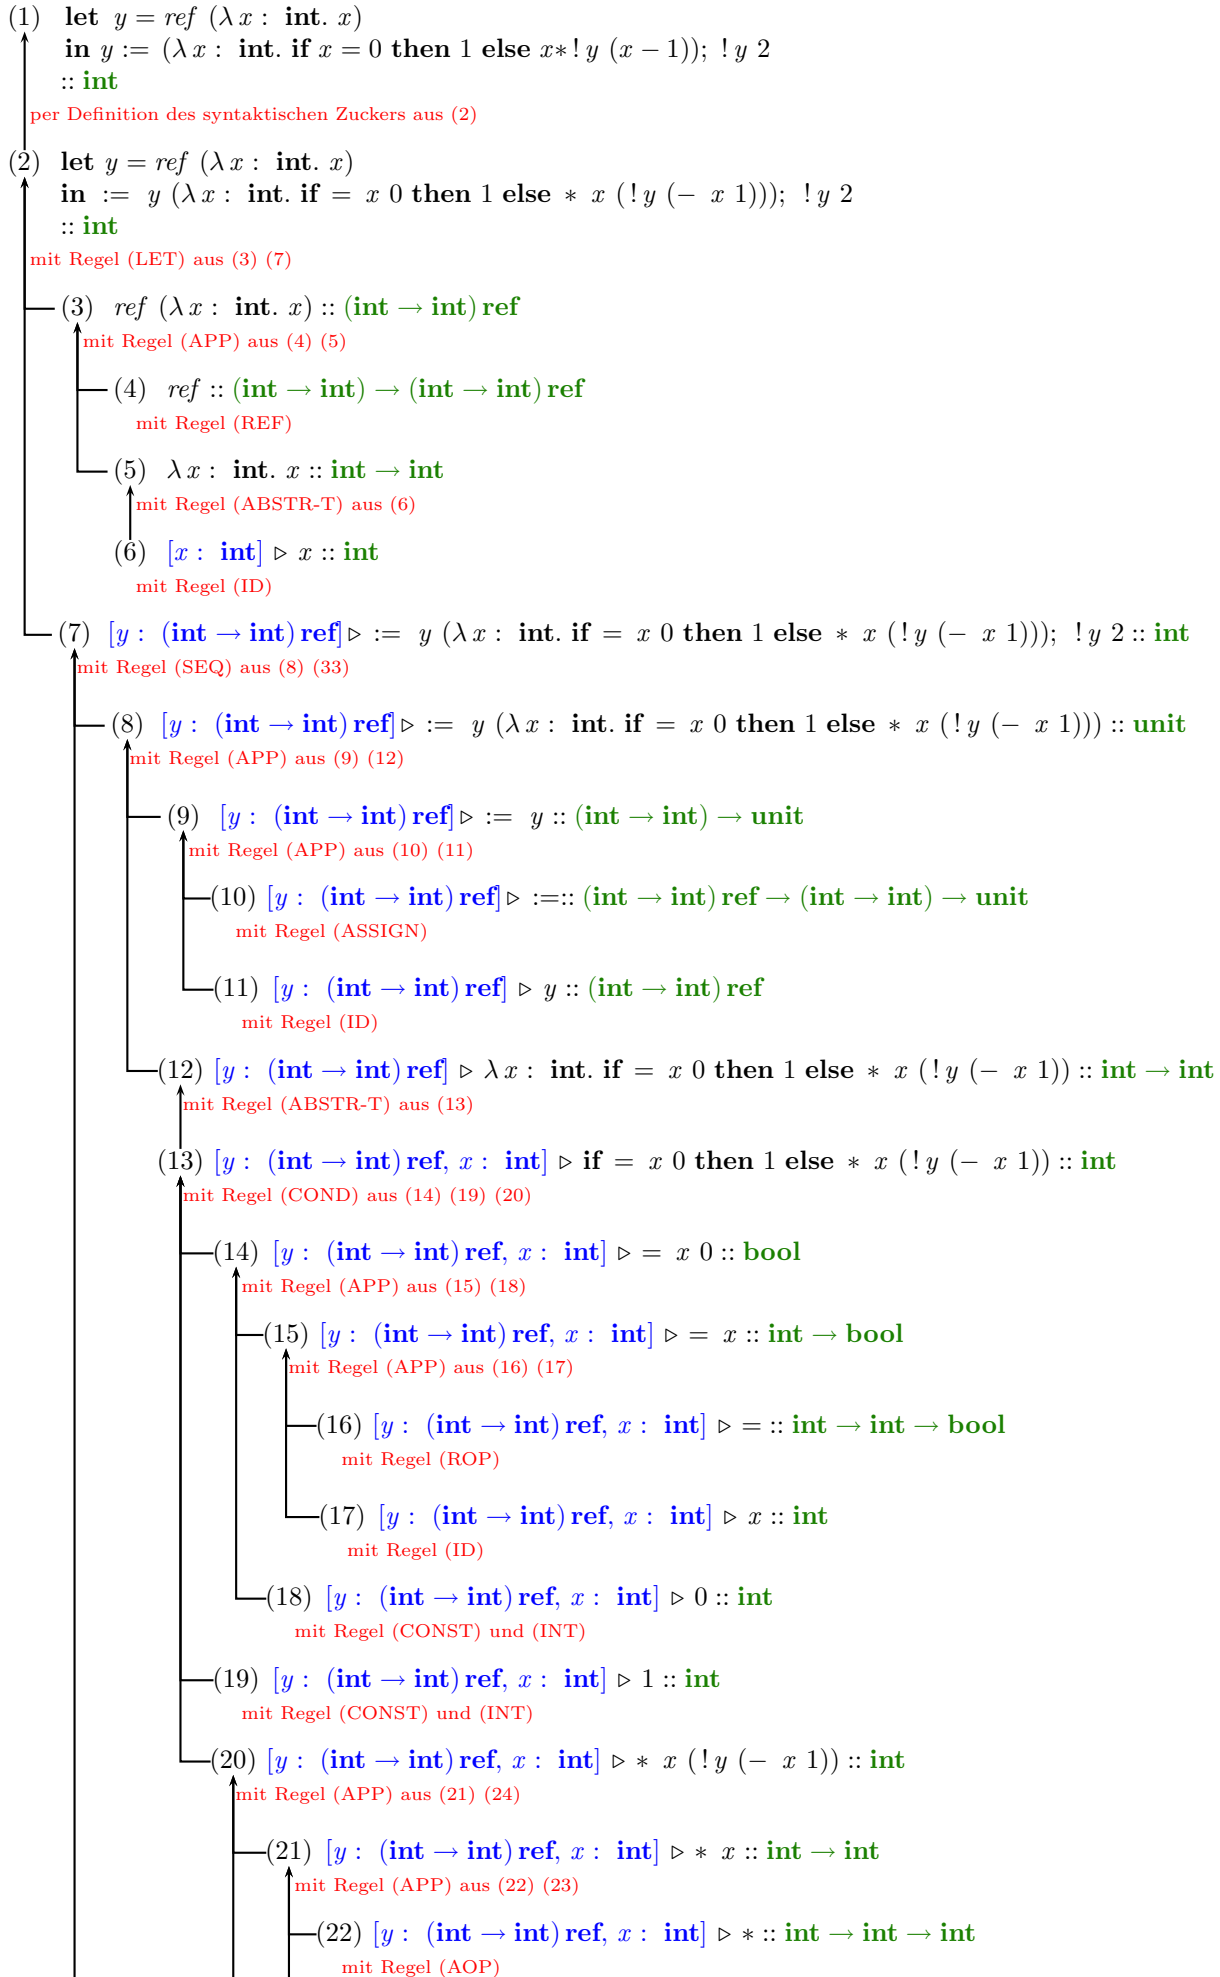 (1) let y = ref (λ x : int. x)
in y := (λ x : int. if x = 0 then 1 else x∗! y (x − 1)); ! y 2
:: int
per Definition des syntaktischen Zuckers aus (2)
(2) let y = ref (λ x : int. x)
in := y (λ x : int. if = x 0 then 1 else ∗ x (! y (− x 1))); ! y 2
:: int
mit Regel (LET) aus (3) (7)
(3) ref (λ x : int. x) :: (int → int) ref
mit Regel (APP) aus (4) (5)
(4) ref :: (int → int) → (int → int) ref
mit Regel (REF)
(5) λ x : int. x :: int → int
mit Regel (ABSTR-T) aus (6)
(6) [x : int] ▹ x :: int
mit Regel (ID)
(7) [y : (int → int) ref] ▹ := y (λ x : int. if = x 0 then 1 else ∗ x (! y (− x 1))); ! y 2 :: int
mit Regel (SEQ) aus (8) (33)
(8) [y : (int → int) ref] ▹ := y (λ x : int. if = x 0 then 1 else ∗ x (! y (− x 1))) :: unit
mit Regel (APP) aus (9) (12)
(9) [y : (int → int) ref] ▹ := y :: (int → int) → unit
mit Regel (APP) aus (10) (11)
(10) [y : (int → int) ref] ▹ :=:: (int → int) ref → (int → int) → unit
mit Regel (ASSIGN)
(11) [y : (int → int) ref] ▹ y :: (int → int) ref
mit Regel (ID)
(12) [y : (int → int) ref] ▹ λ x : int. if = x 0 then 1 else ∗ x (! y (− x 1)) :: int → int
mit Regel (ABSTR-T) aus (13)
(13) [y : (int → int) ref, x : int] ▹ if = x 0 then 1 else ∗ x (! y (− x 1)) :: int
mit Regel (COND) aus (14) (19) (20)
(14) [y : (int → int) ref, x : int] ▹ = x 0 :: bool
mit Regel (APP) aus (15) (18)
(15) [y : (int → int) ref, x : int] ▹ = x :: int → bool
mit Regel (APP) aus (16) (17)
(16) [y : (int → int) ref, x : int] ▹ = :: int → int → bool
mit Regel (ROP)
(17) [y : (int → int) ref, x : int] ▹ x :: int
mit Regel (ID)
(18) [y : (int → int) ref, x : int] ▹ 0 :: int
mit Regel (CONST) und (INT)
(19) [y : (int → int) ref, x : int] ▹ 1 :: int
mit Regel (CONST) und (INT)
(20) [y : (int → int) ref, x : int] ▹ ∗ x (! y (− x 1)) :: int
mit Regel (APP) aus (21) (24)
(21) [y : (int → int) ref, x : int] ▹ ∗ x :: int → int
mit Regel (APP) aus (22) (23)
(22) [y : (int → int) ref, x : int] ▹ ∗ :: int → int → int
mit Regel (AOP)